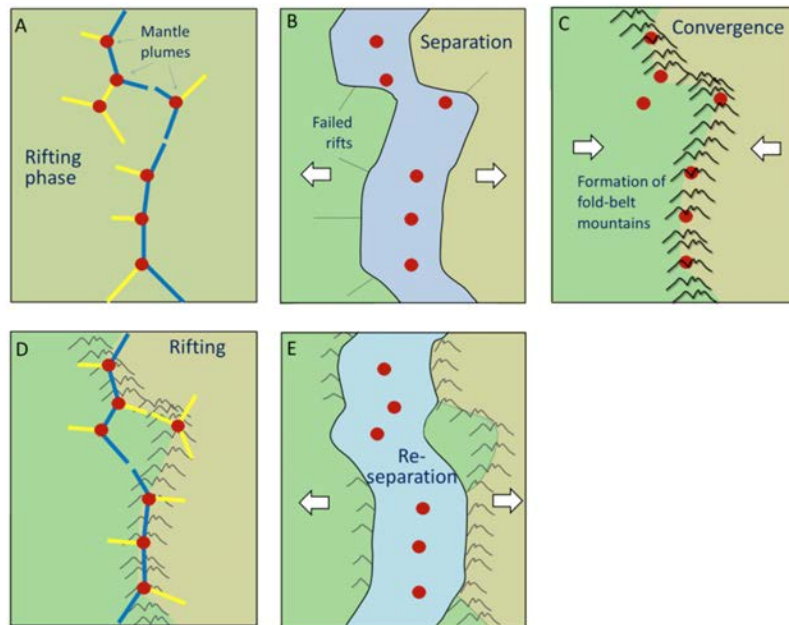 A
Mantle
plumes
Rifting
phase
B
Separation
Failed
rifts
C
Convergence
Formation of
fold-belt
mountains
D
Rifting
E
Re-
separation